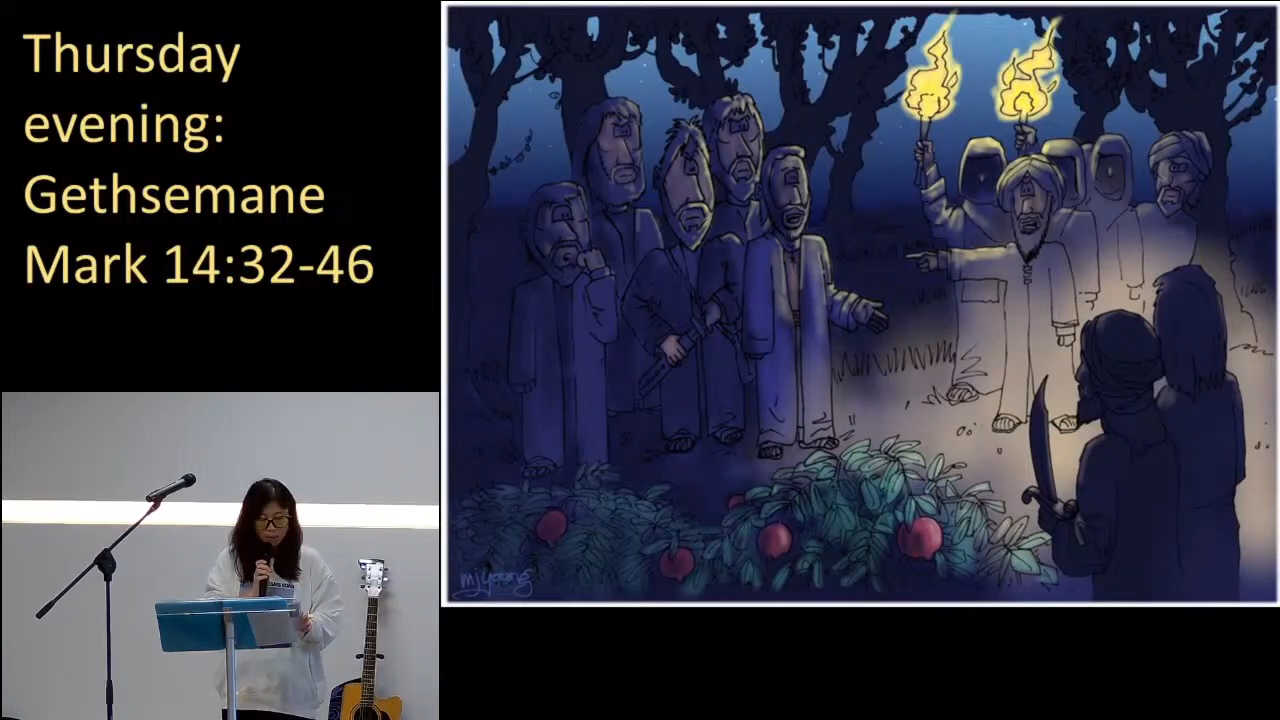 Thursday
evening:
Gethsemane
Mark 14:32-46
mjyoung